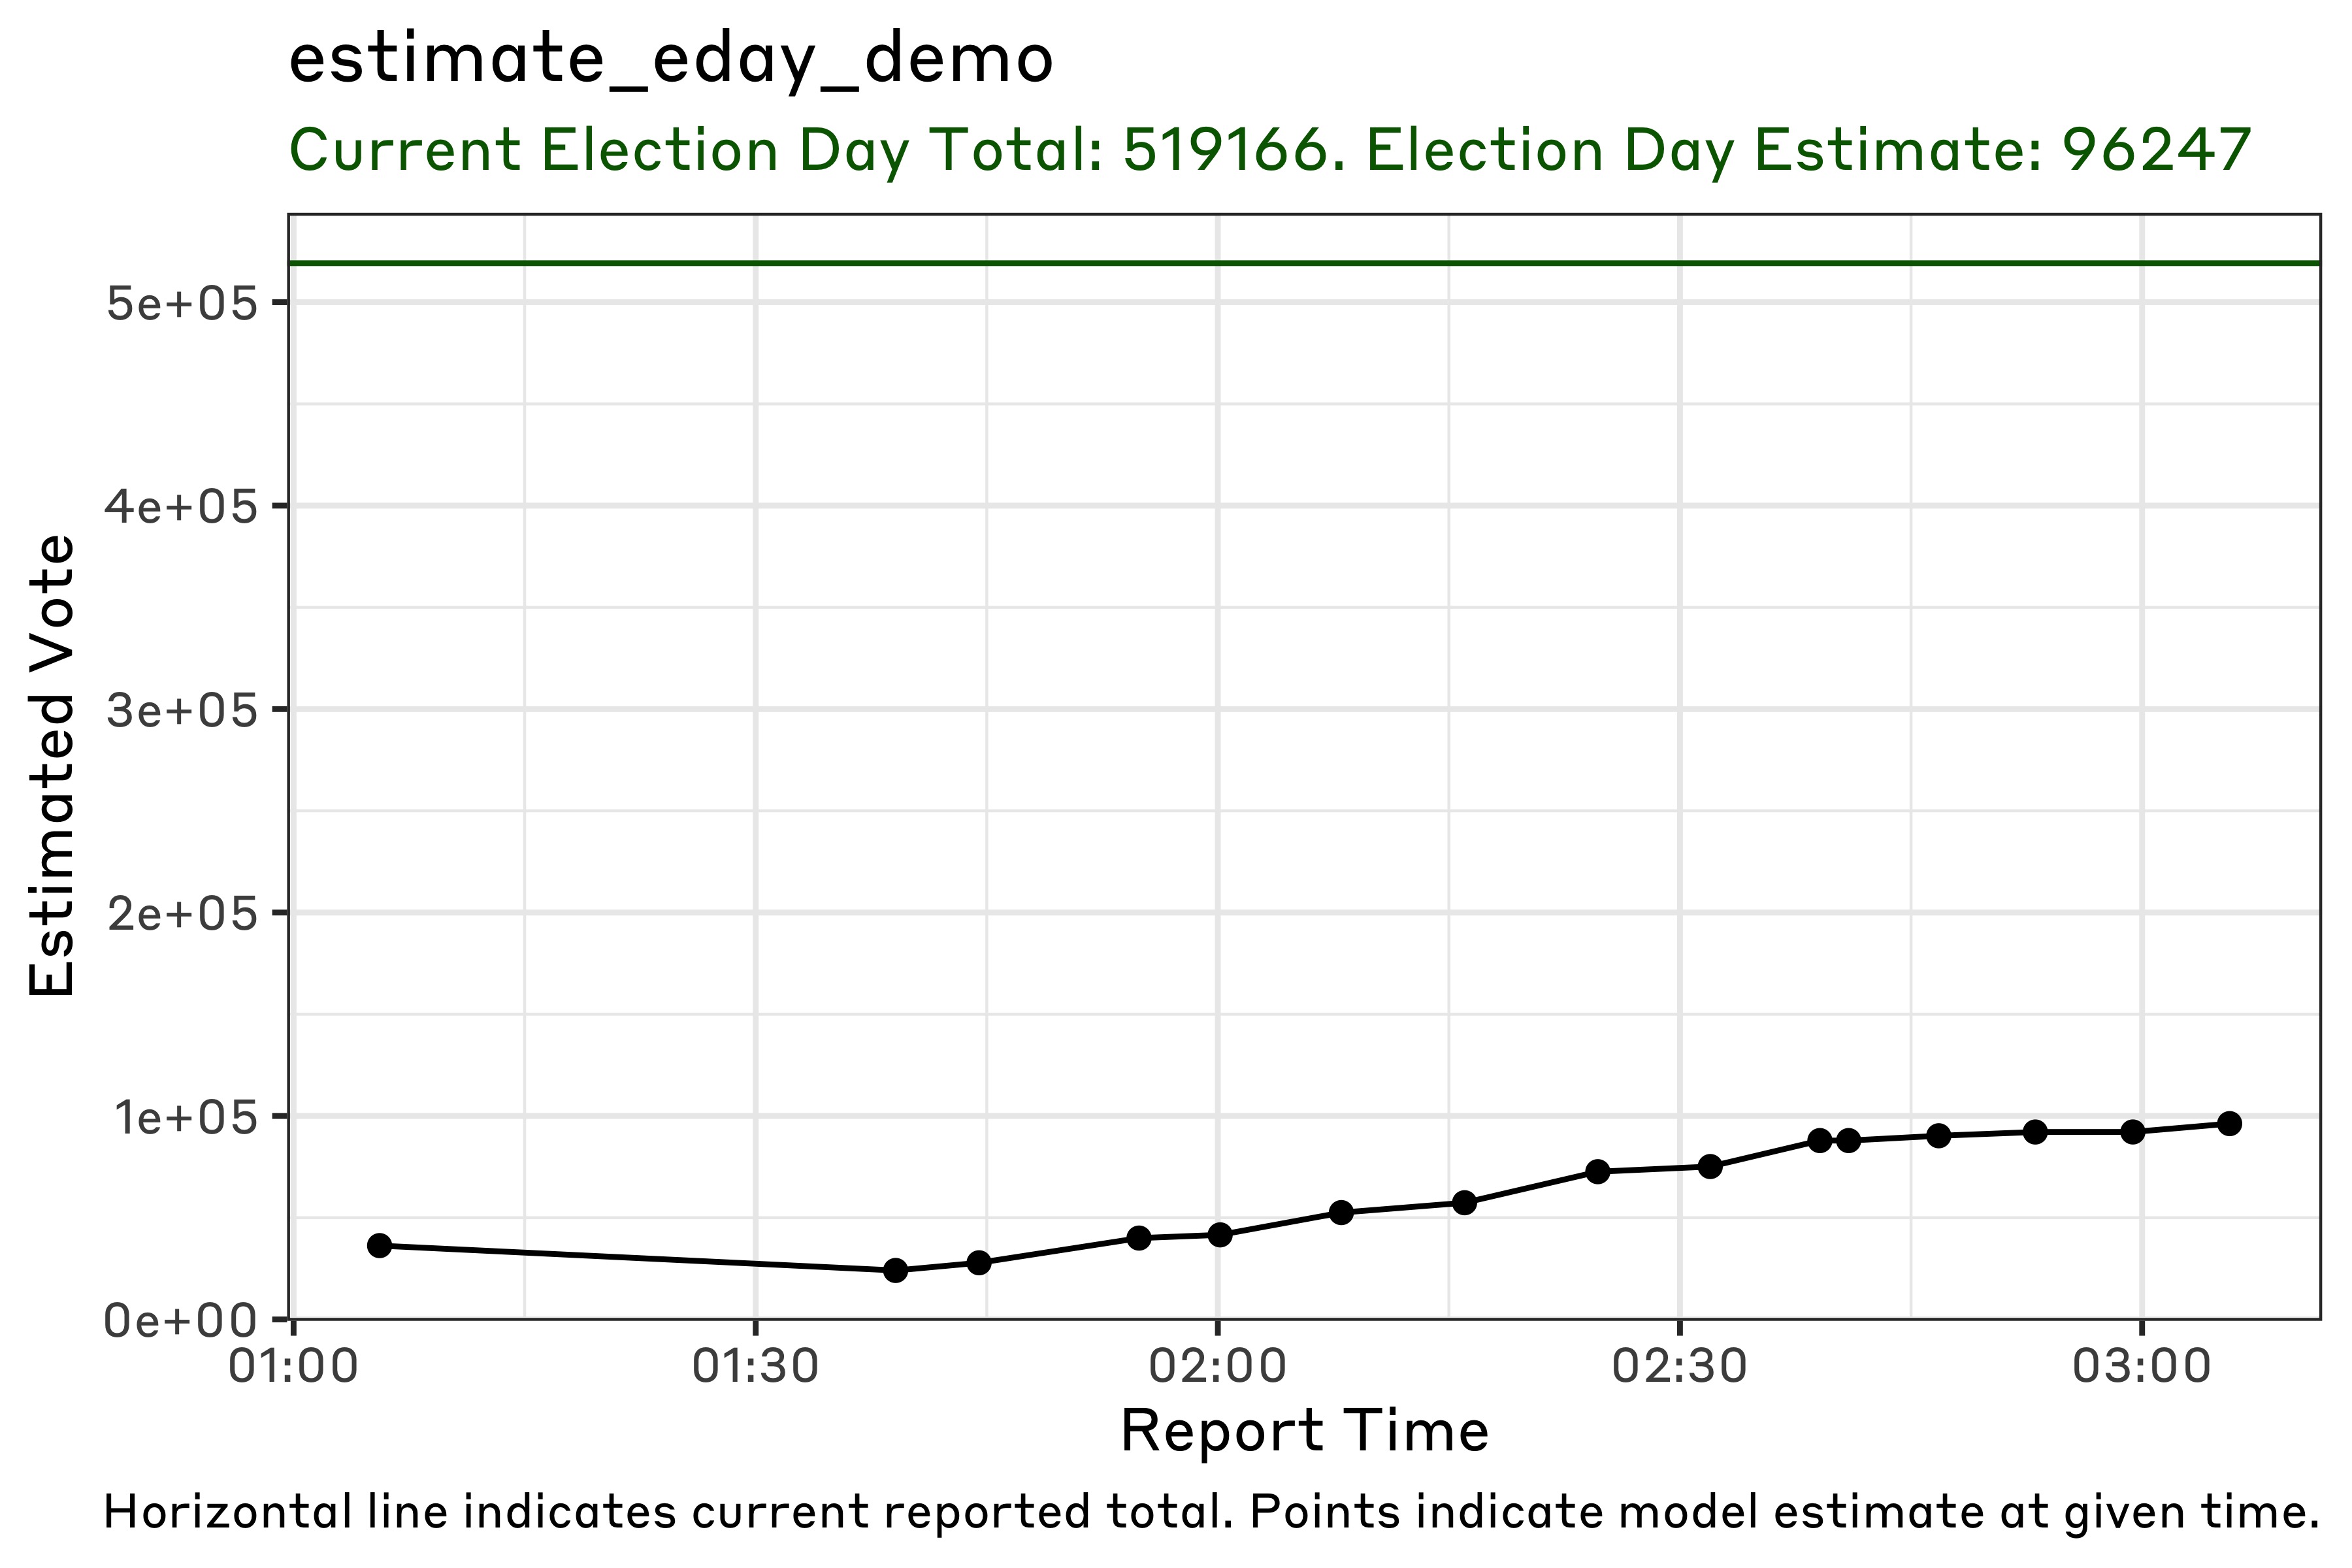 estimate_eday_demo
Current Election Day Total: 519166. Election Day Estimate: 96247
Estimated Vote
5e+05
4e+05
3e+05
2e+05
1e+05
0e+00
01:00 01:30 02:00 02:30 03:00
Report Time
Horizontal line indicates current reported total. Points indicate model estimate at given time.